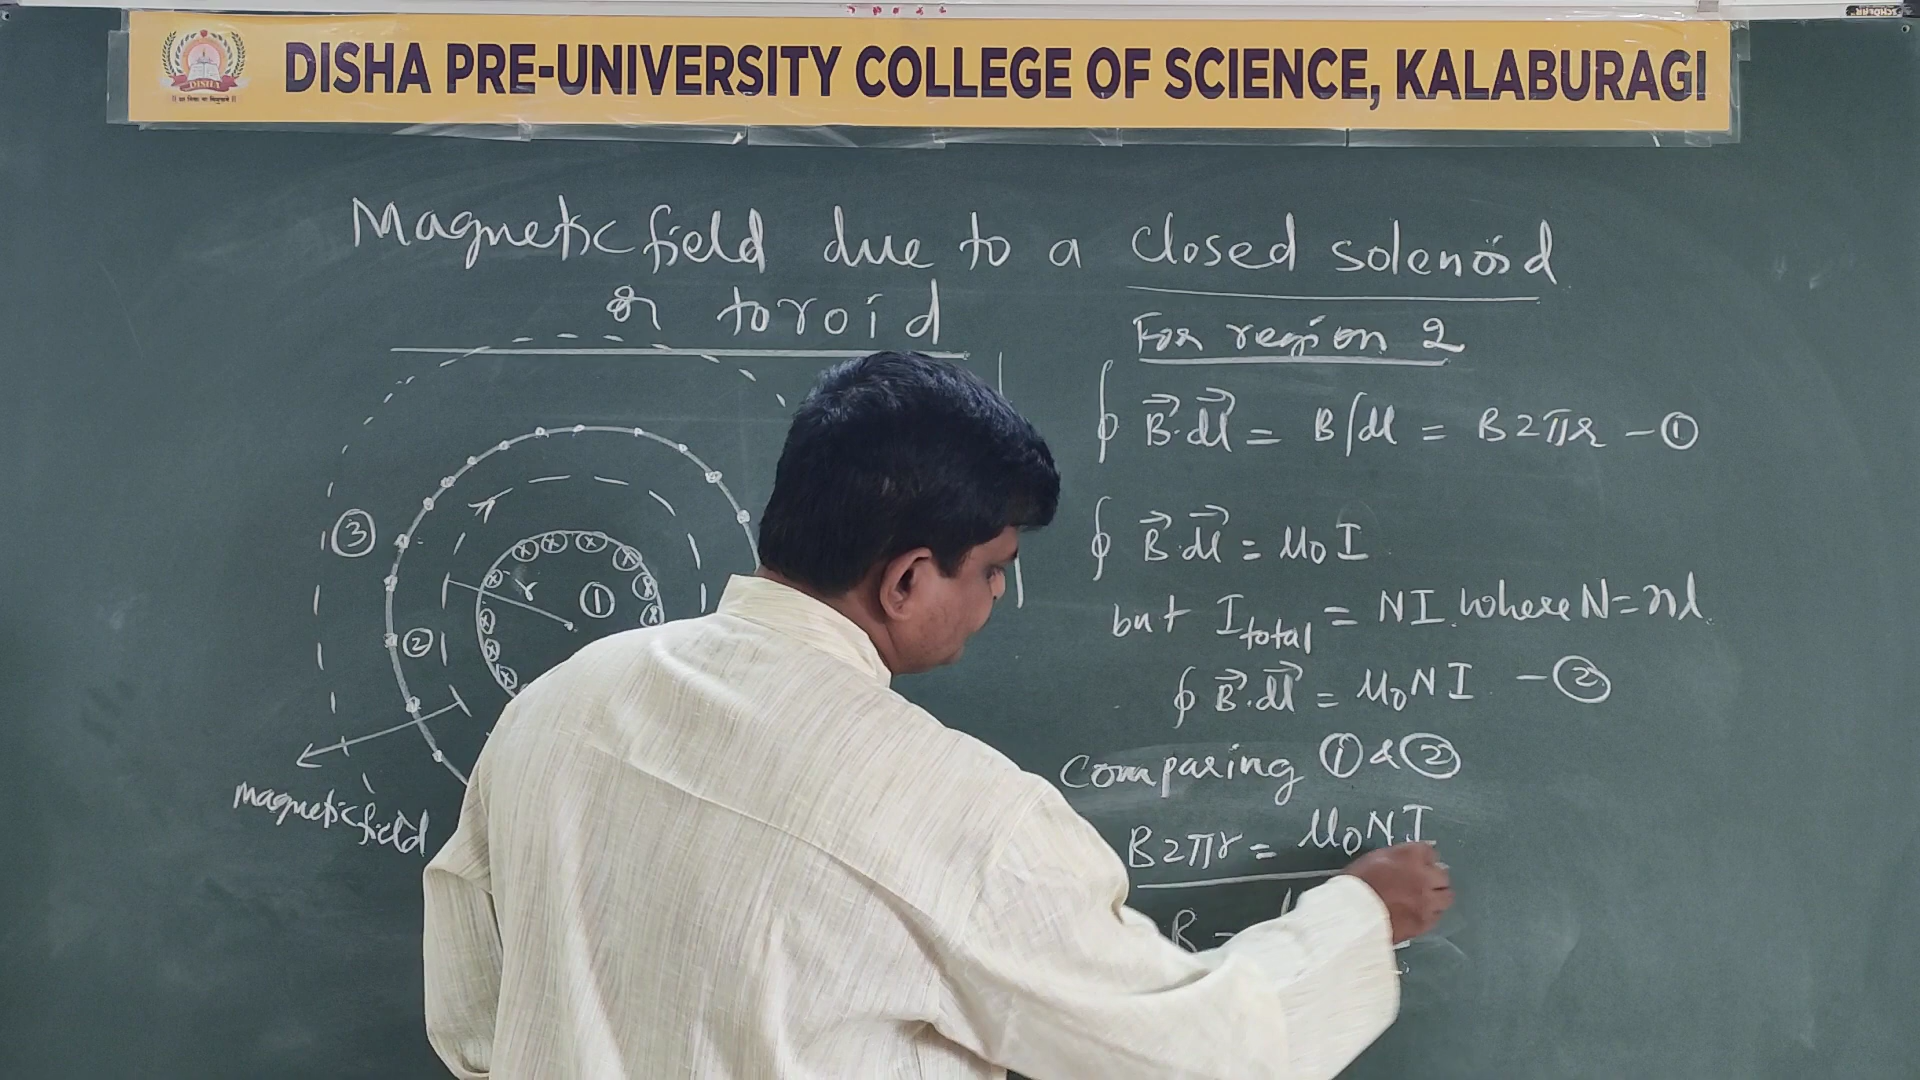 DISHA PRE-UNIVERSITY COLLEGE OF SCIENCE, KALABURAGI
DISHA
Magnetic field due to a closed solenoid
or toroid
For region 2
∮ B⃗.dl⃗ = B∫dl = B2πr — ①
∮ B⃗.dl⃗ = μ₀I
but I total = NI where N=nl
∮ B⃗.dl⃗ = μ₀NI — ②
Comparing ① & ②
B2πr = μ₀NI
B =
③
②
r ①
magnetic field